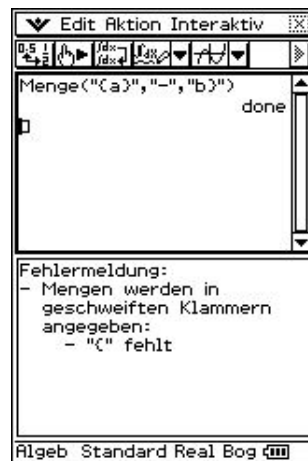 Edit Aktion Interaktiv
Menge("{a}","-","b}")
done
Fehlermeldung:
- Mengen werden in
geschweiften Klammern
angegeben:
- "{" fehlt
Algeb Standard Real Bog